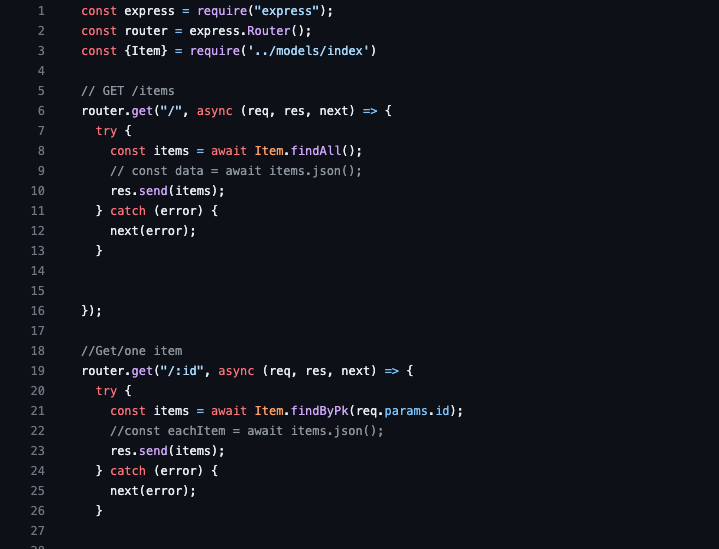 1 const express = require("express");
2 const router = express.Router();
3 const {Item} = require('../models/index')
4
5 // GET /items
6 router.get("/", async (req, res, next) => {
7 try {
8 const items = await Item.findAll();
9 // const data = await items.json();
10 res.send(items);
11 } catch (error) {
12 next(error);
13 }
14
15
16 });
17
18 //Get/one item
19 router.get("/:id", async (req, res, next) => {
20 try {
21 const items = await Item.findByPk(req.params.id);
22 //const eachItem = await items.json();
23 res.send(items);
24 } catch (error) {
25 next(error);
26 }
27